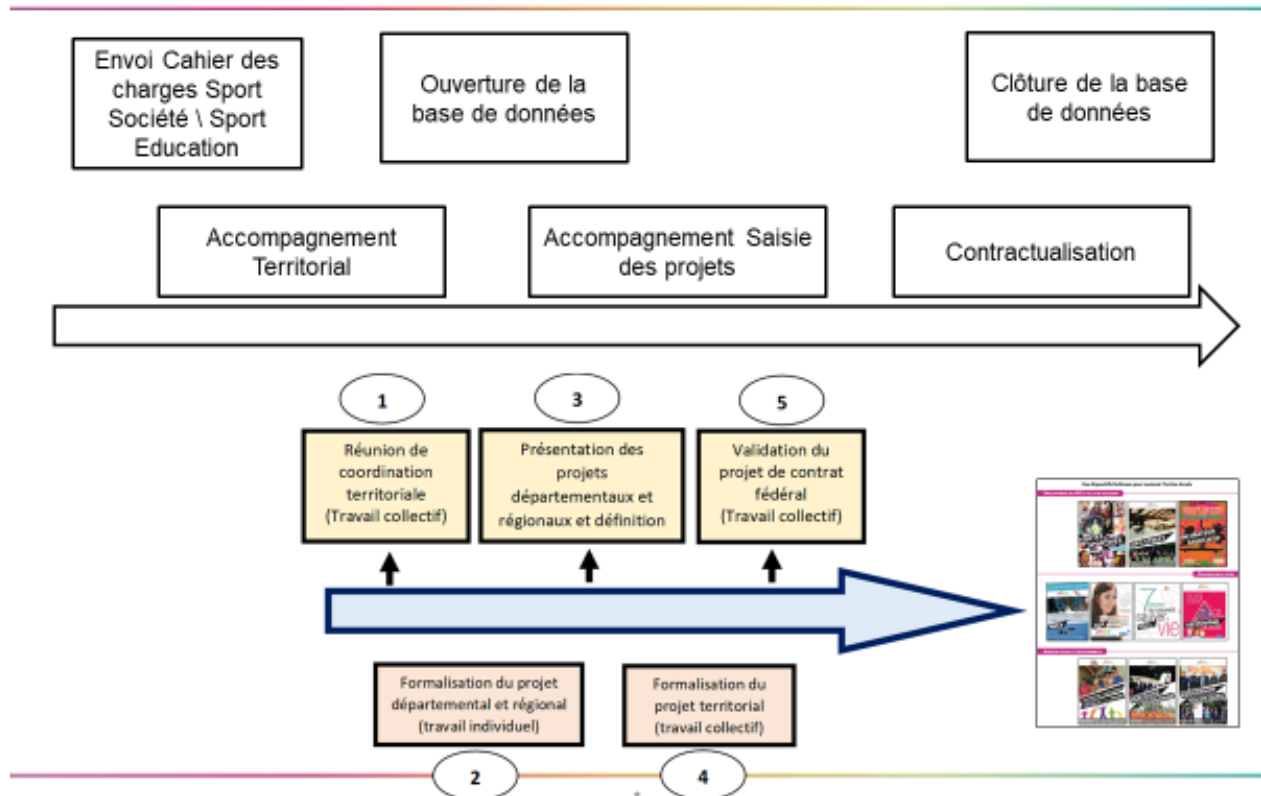 Envoi Cahier des
charges Sport
Société \ Sport
Education
Ouverture de la
base de données
Clôture de la base
de données
Accompagnement
Territorial
Accompagnement Saisie
des projets
Contractualisation
1
3
5
Réunion de
coordination
territoriale
(Travail collectif)
Présentation des
projets
départementaux et
régionaux et définition
Validation du
projet de contrat
fédéral
(Travail collectif)
7
vie
Formalisation du projet
départemental et régional
(travail individuel)
Formalisation du
projet territorial
(travail collectif)
2
4